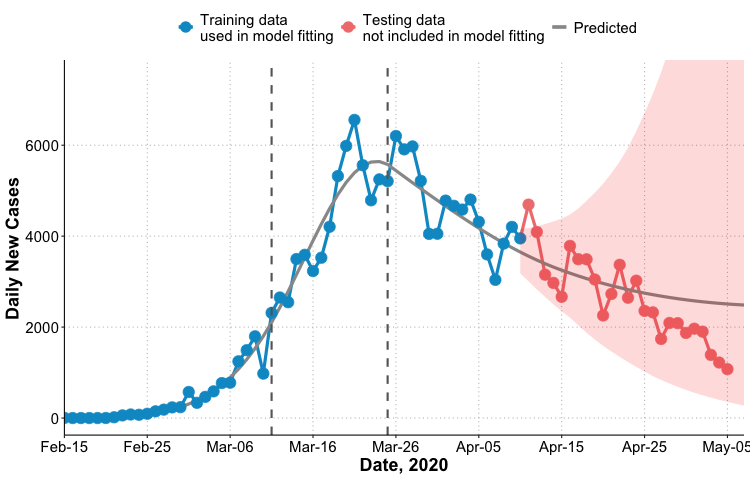 Training data
used in model fitting
Testing data
not included in model fitting
Predicted
Daily New Cases
6000
4000
2000
0
Feb-15 Feb-25 Mar-06 Mar-16 Mar-26 Apr-05 Apr-15 Apr-25 May-05
Date, 2020